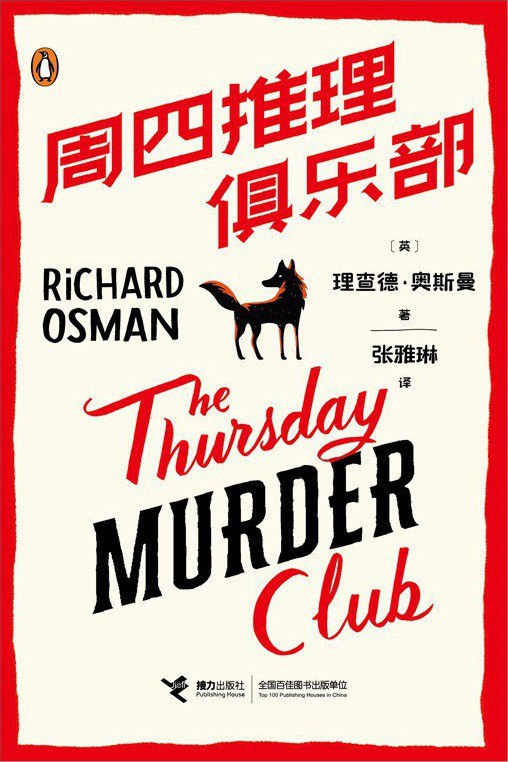 周四推理
俱乐部
[英]
RiCHARD
OSMAN
理查德·奥斯曼
著
张雅琳
译
The
Thursday
MURDER
Club
jieli
接力出版社
Publishing House
全国百佳图书出版单位
Top 100 Publishing Houses in China